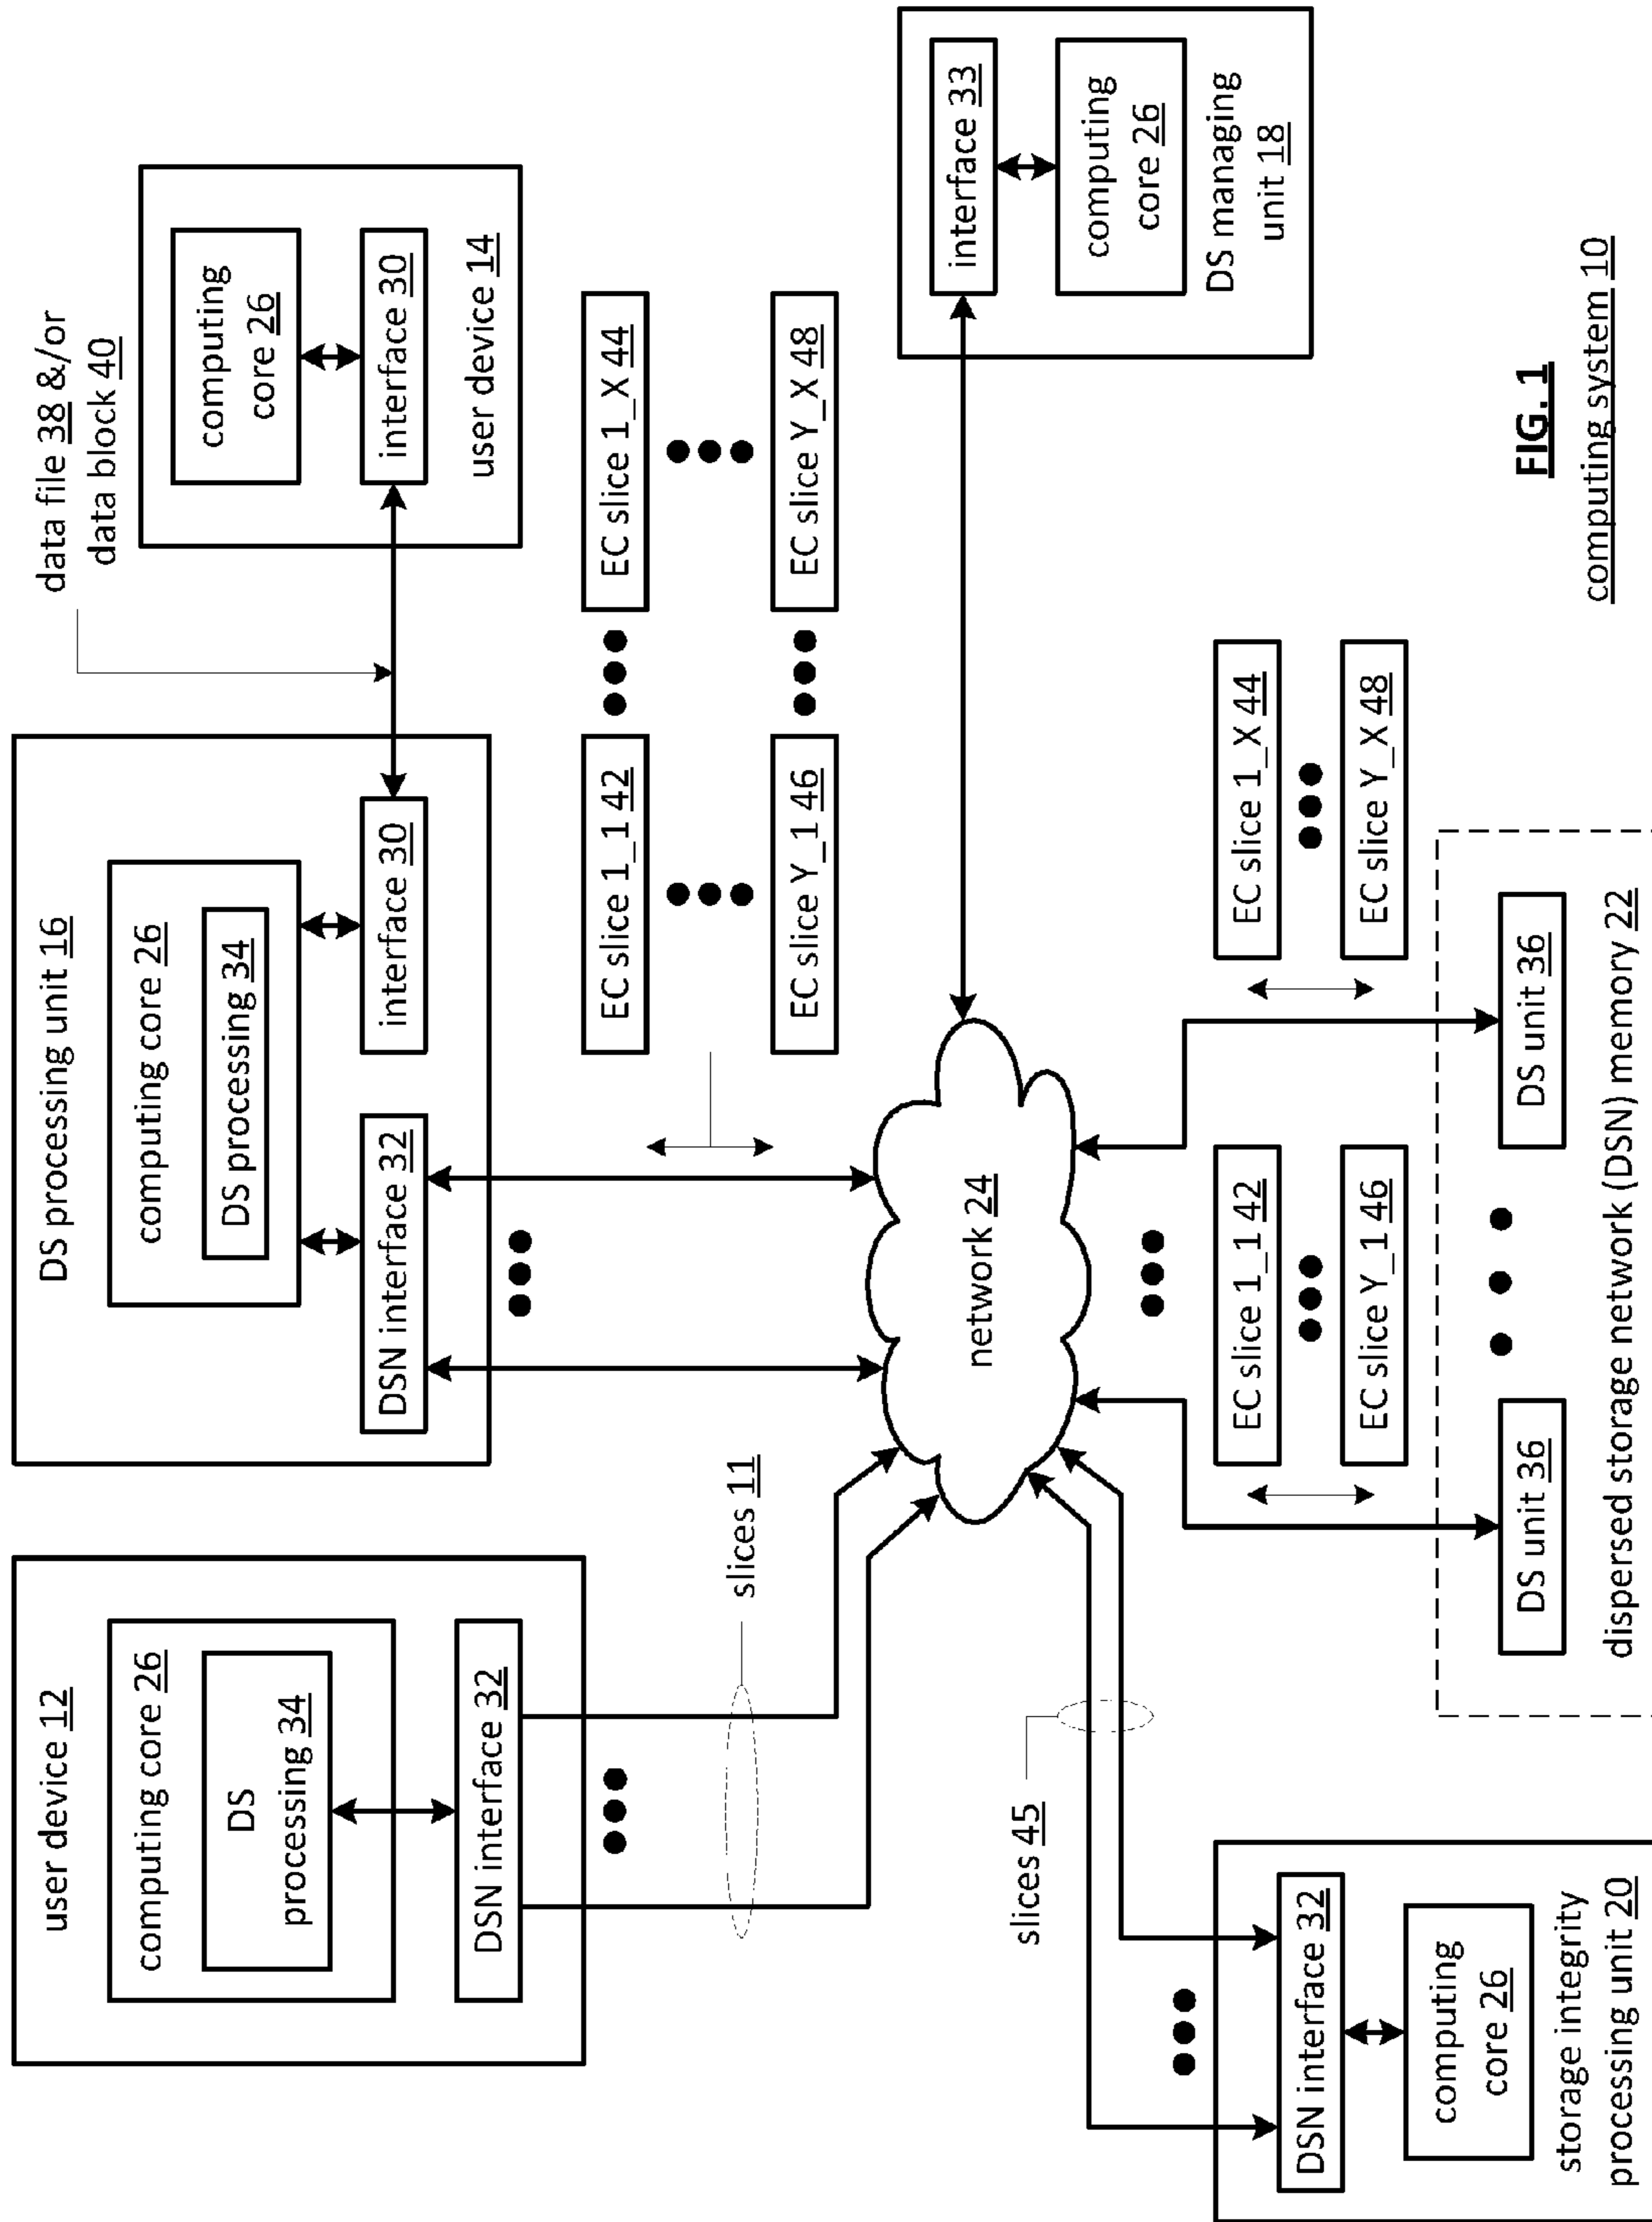 user device 12
computing core 26
DS
processing 34
DSN interface 32
slices 11
DS processing unit 16
computing core 26
DS processing 34
DSN interface 32
interface 30
data file 38 &/or
data block 40
computing
core 26
interface 30
user device 14
EC slice 1_1 42
EC slice 1_X 44
EC slice Y_1 46
EC slice Y_X 48
network 24
interface 33
computing
core 26
DS managing
unit 18
slices 45
DSN interface 32
computing
core 26
storage integrity
processing unit 20
EC slice 1_1 42
EC slice Y_1 46
EC slice 1_X 44
EC slice Y_X 48
DS unit 36
DS unit 36
dispersed storage network (DSN) memory 22
FIG. 1
computing system 10